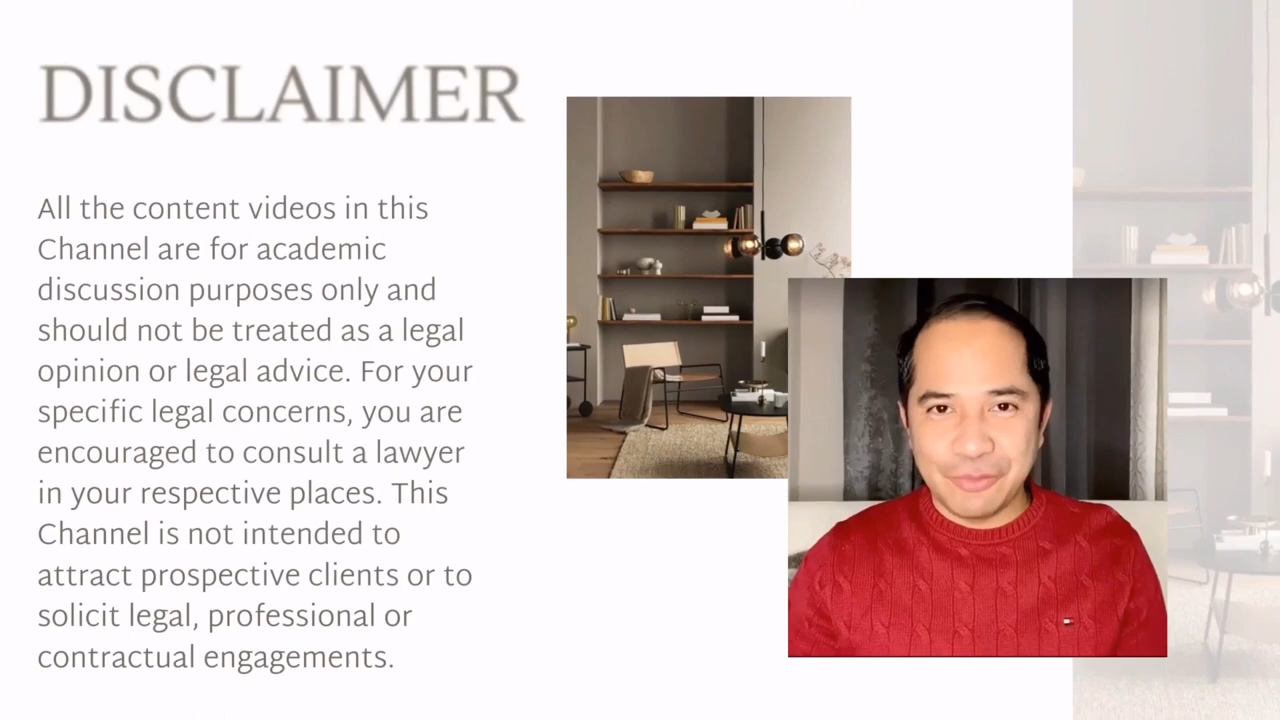 DISCLAIMER
All the content videos in this
Channel are for academic
discussion purposes only and
should not be treated as a legal
opinion or legal advice. For your
specific legal concerns, you are
encouraged to consult a lawyer
in your respective places. This
Channel is not intended to
attract prospective clients or to
solicit legal, professional or
contractual engagements.